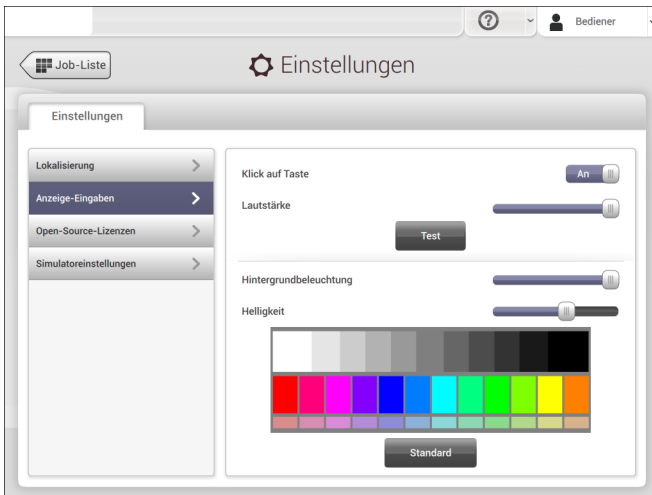 ? Bediener
Job-Liste
Einstellungen
Einstellungen
Lokalisierung
Anzeige-Eingaben
Open-Source-Lizenzen
Simulatoreinstellungen
Klick auf Taste An
Lautstärke
Test
Hintergrundbeleuchtung
Helligkeit
Standard